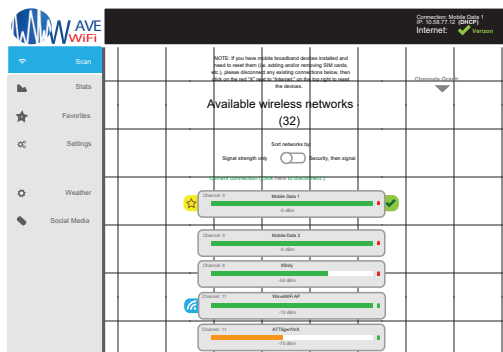 WAVE
WiFi
Connection: Mobile Data 1
IP: 10.58.77.12 (DHCP)
Internet: Verizon
Scan
Stats
Favorites
Settings
Weather
Social Media
NOTE: If you have mobile broadband devices installed and
need to reset them (i.e. adding and/or removing SIM cards,
etc.), please disconnect any existing connections below, then
click on the red "X" next to "Internet" on the top right to reset
the devices.
Channels Graph
Available wireless networks
(32)
Sort networks by:
Signal strength only Security, then signal
Current connection (click here to disconnect.)
Channel: 0 Mobile Data 1
-0 dBm
Channel: 0 Mobile Data 2
-0 dBm
Channel: 6 Xfinity
-55 dBm
Channel: 11 WaveWiFi AP
-13 dBm
Channel: 11
-75 dBm